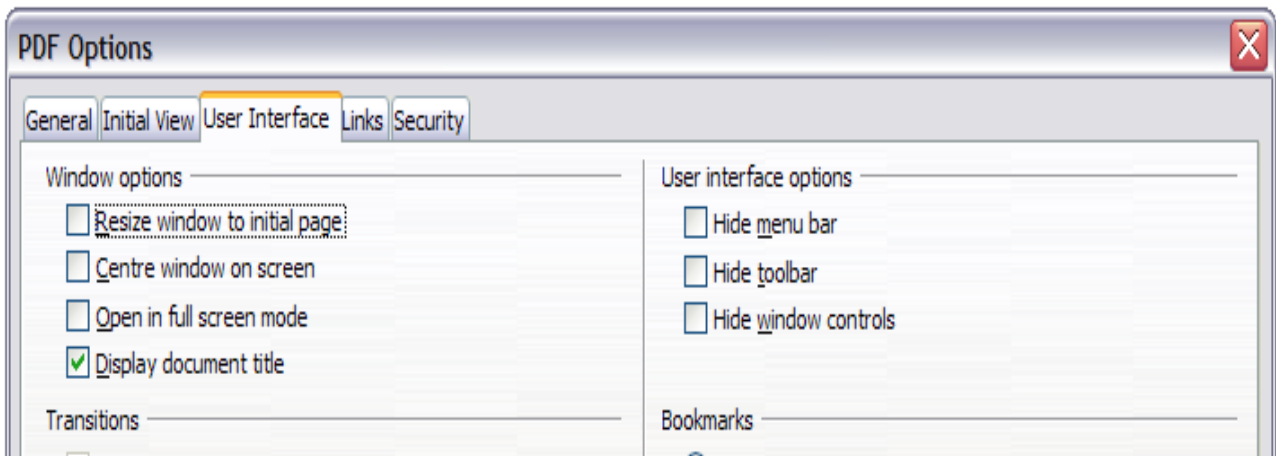 PDF Options
General Initial View User Interface Links Security
Window options
Resize window to initial page
Centre window on screen
Open in full screen mode
Display document title
Transitions
User interface options
Hide menu bar
Hide toolbar
Hide window controls
Bookmarks